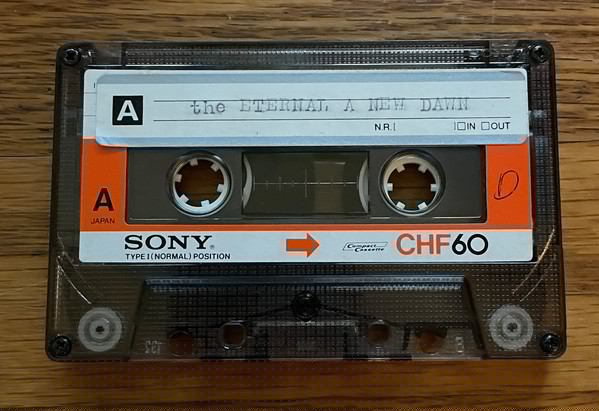 A the ETERNAL A NEW DAWN
N.R.[ ]□IN □OUT
A
JAPAN
D
SONY® Compact Cassette CHF60
TYPE I (NORMAL) POSITION